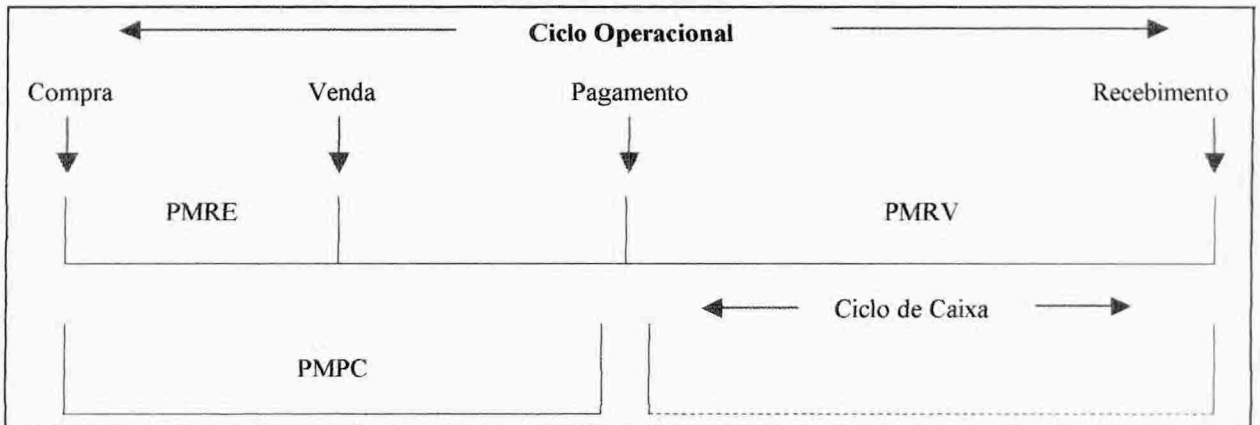 Ciclo Operacional
Compra Venda Pagamento Recebimento
PMRE PMRV
Ciclo de Caixa
PMPC